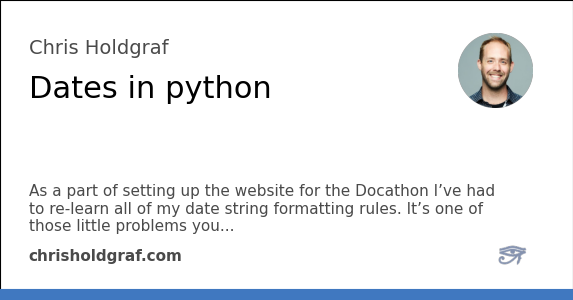 Chris Holdgraf
Dates in python
As a part of setting up the website for the Docathon I’ve had
to re-learn all of my date string formatting rules. It’s one of
those little problems you…
chrisholdgraf.com